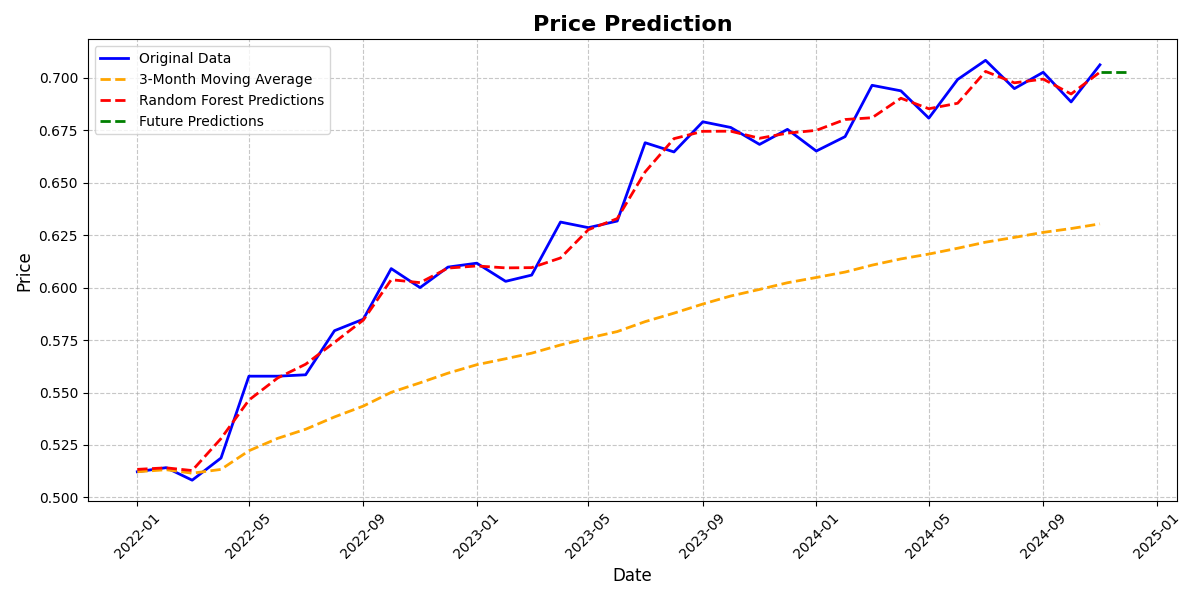 Price Prediction
Original Data
3-Month Moving Average
Random Forest Predictions
Future Predictions
Price
0.700
0.675
0.650
0.625
0.600
0.575
0.550
0.525
0.500
2022-01
2022-05
2022-09
2023-01
2023-05
2023-09
2024-01
2024-05
2024-09
2025-01
Date